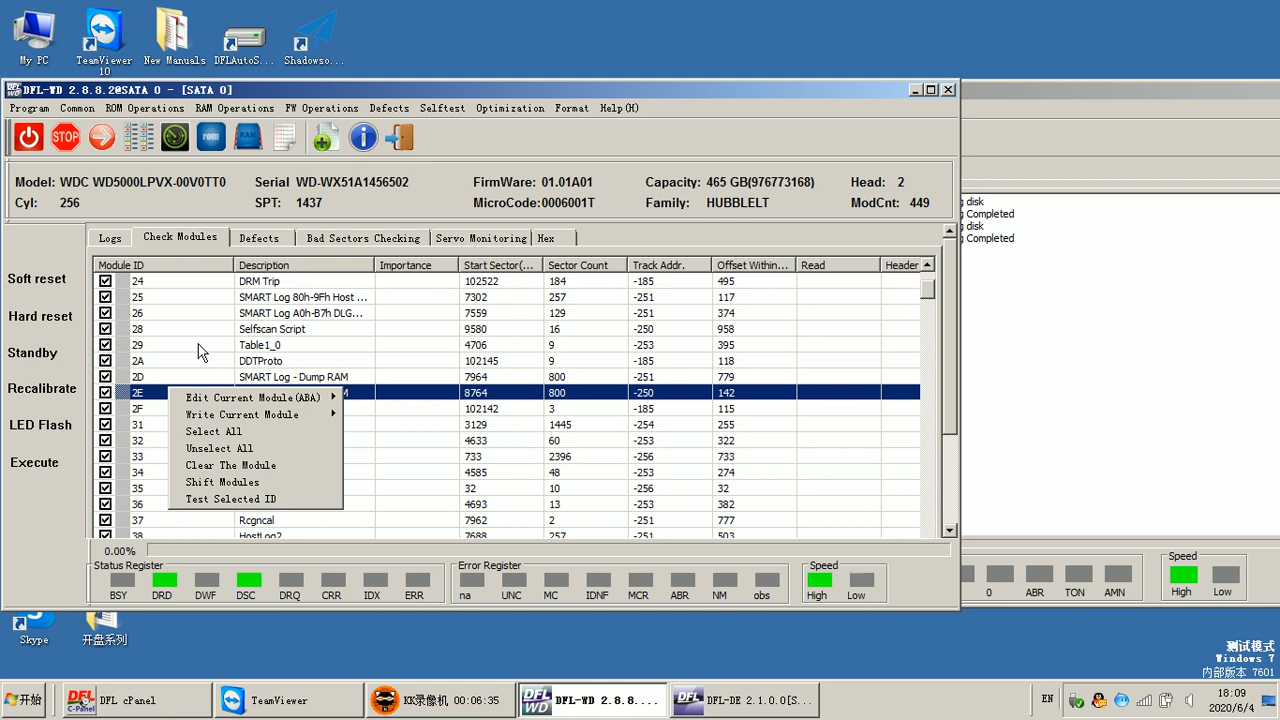 My PC
TeamViewer 10
New Manuals
DFLAutoS...
Shadowso...
DFL-WD 2.8.8.2@SATA 0 - [SATA 0]
Program Common ROM Operations RAM Operations FW Operations Defects Selftest Optimization Format Help(H)
STOP rom RAM
Model: WDC WD5000LPVX-00V0TT0 Serial WD-WX51A1456502 FirmWare: 01.01A01 Capacity: 465 GB(976773168) Head: 2
Cyl: 256 SPT: 1437 MicroCode:0006001T Family: HUBBLELT ModCnt: 449
Logs Check Modules Defects Bad Sectors Checking Servo Monitoring Hex
Soft reset
Hard reset
Standby
Recalibrate
LED Flash
Execute
Module ID Description Importance Start Sector(... Sector Count Track Addr. Offset Within... Read Header
24 DRM Trip 102522 184 -185 495
25 SMART Log 80h-9Fh Host ... 7302 257 -251 117
26 SMART Log A0h-B7h DLG... 7559 129 -251 374
28 Selfscan Script 9580 16 -250 958
29 Table1_0 4706 9 -253 395
2A DDTProto 102145 9 -185 118
2D SMART Log - Dump RAM 7964 800 -251 779
2E 8764 800 -250 142
2F 102142 3 -185 115
31 3129 1445 -254 255
32 4633 60 -253 322
33 733 2396 -256 733
34 4585 48 -253 274
35 32 10 -256 32
36 4693 13 -253 382
37 Rcgncal 7962 2 -251 777
38 HostLog2 7688 257 -251 503
Edit Current Module(ABA)
Write Current Module
Select All
Unselect All
Clear The Module
Shift Modules
Test Selected ID
0.00%
Status Register
BSY DRD DWF DSC DRQ CRR IDX ERR
Error Register
na UNC MC IDNF MCR ABR NM obs
Speed
High Low
g disk
g Completed
g disk
g Completed
0 ABR TON AMN
Speed
High Low
Skype
开盘系列
测试模式
Windows 7
内部版本 7601
开始
DFL cPanel
TeamViewer
KK录像机 00:06:35
DFL-WD 2.8.8....
DFL-DE 2.1.0.0[S...
EN
18:09
2020/6/4